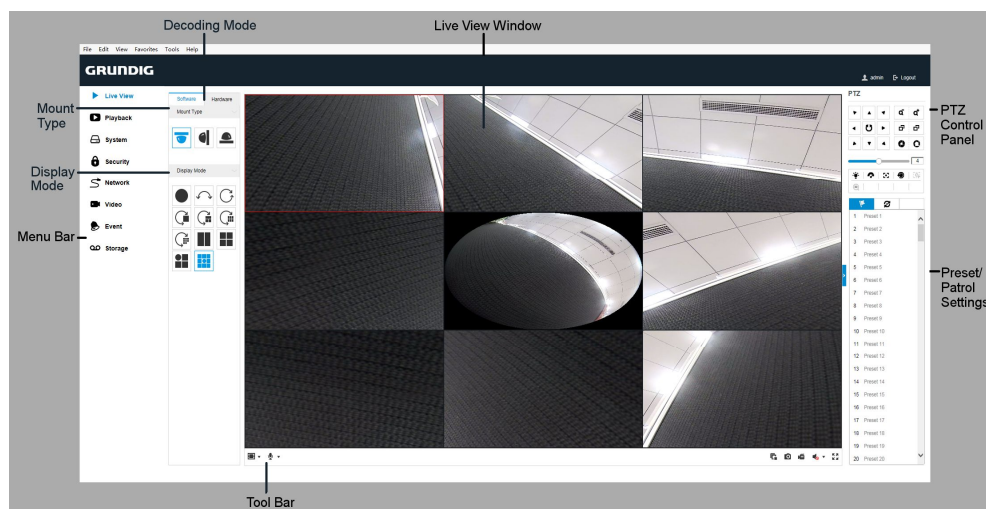 Decoding Mode
Live View Window
File Edit View Favorites Tools Help
GRUNDIG
admin Logout
Live View
Playback
System
Security
Network
Video
Event
Storage
Mount
Type
Display
Mode
Menu Bar
Software Hardware
Mount Type
Display Mode
PTZ
4
PTZ
Control
Panel
1 Preset 1
2 Preset 2
3 Preset 3
4 Preset 4
5 Preset 5
6 Preset 6
7 Preset 7
8 Preset 8
9 Preset 9
10 Preset 10
11 Preset 11
12 Preset 12
13 Preset 13
14 Preset 14
15 Preset 15
16 Preset 16
17 Preset 17
18 Preset 18
19 Preset 19
20 Preset 20
Preset/
Patrol
Settings
Tool Bar